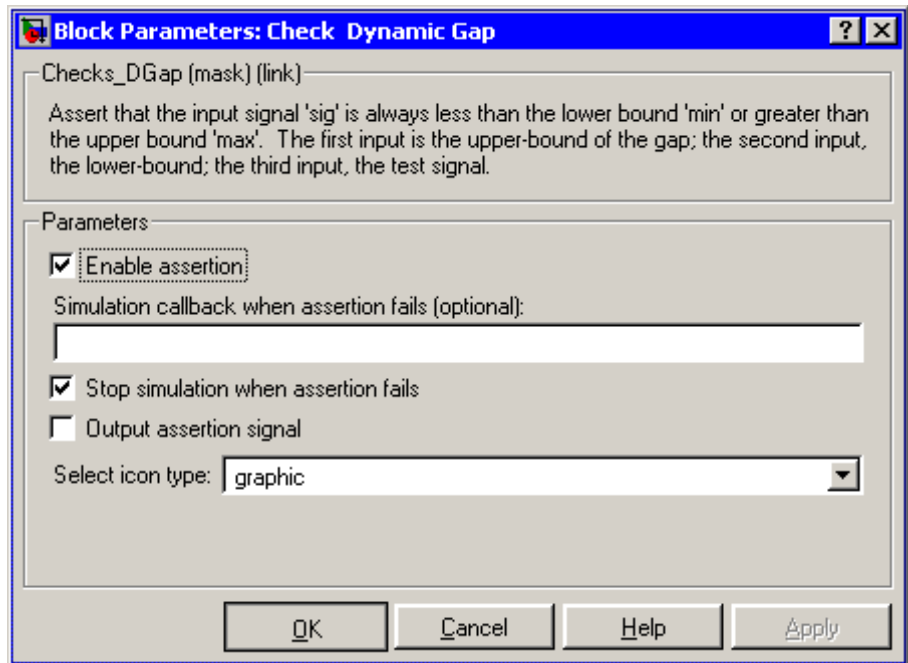 Block Parameters: Check  Dynamic Gap
Checks_DGap (mask) (link)
Assert that the input signal 'sig' is always less than the lower bound 'min' or greater than
the upper bound 'max'.  The first input is the upper-bound of the gap; the second input,
the lower-bound; the third input, the test signal.
Parameters
Enable assertion
Simulation callback when assertion fails (optional):
Stop simulation when assertion fails
Output assertion signal
Select icon type: graphic
OK Cancel Help Apply